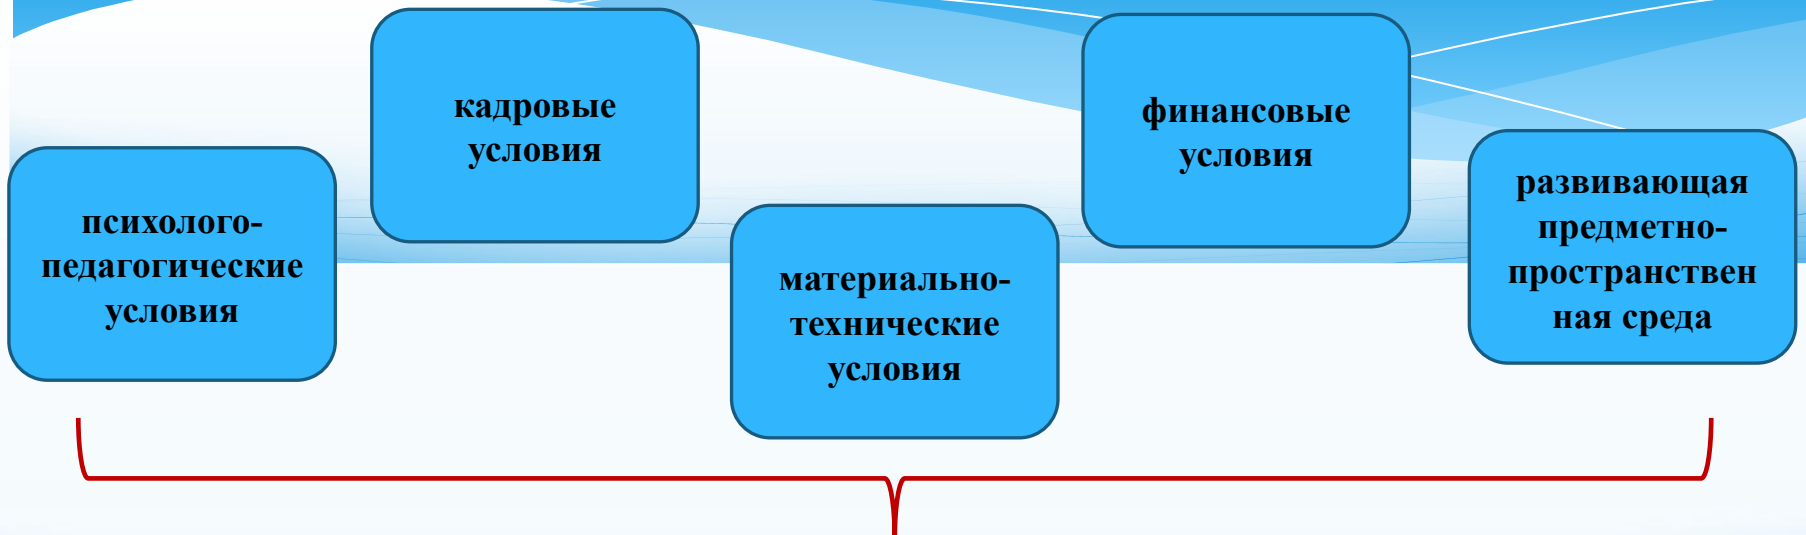 психолого-
педагогические
условия
кадровые
условия
материально-
технические
условия
финансовые
условия
развивающая
предметно-
пространствен
ная среда